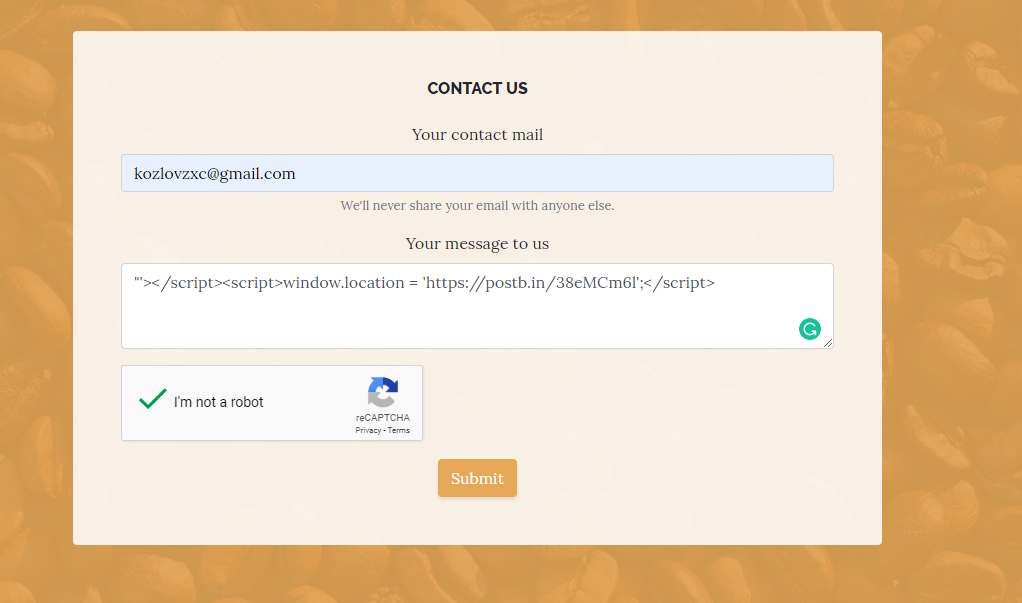 CONTACT US
Your contact mail
kozlovzxc@gmail.com
We'll never share your email with anyone else.
Your message to us
"'></script><script>window.location = 'https://postb.in/38eMCm6l';</script>
I'm not a robot
reCAPTCHA
Privacy - Terms
Submit